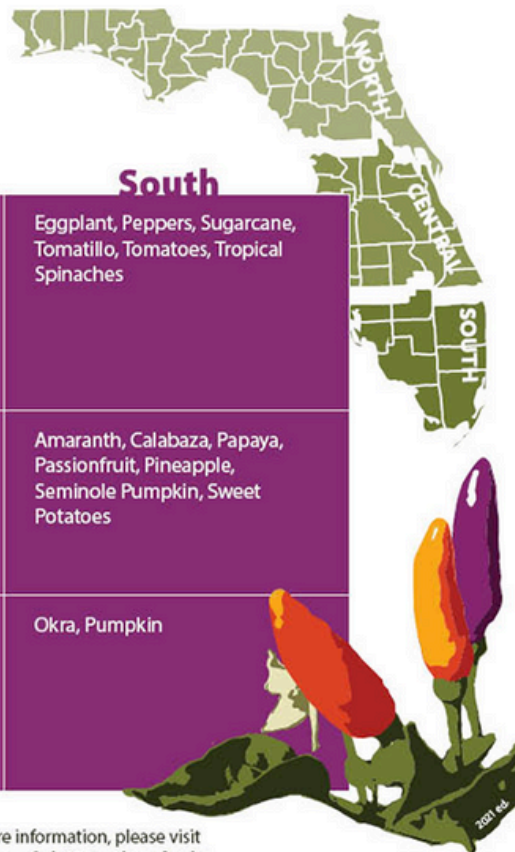 NORTH
CENTRAL
SOUTH
South
Eggplant, Peppers, Sugarcane,
Tomatillo, Tomatoes, Tropical
Spinaches
Amaranth, Calabaza, Papaya,
Passionfruit, Pineapple,
Seminole Pumpkin, Sweet
Potatoes
Okra, Pumpkin
2021 ed.
re information, please visit